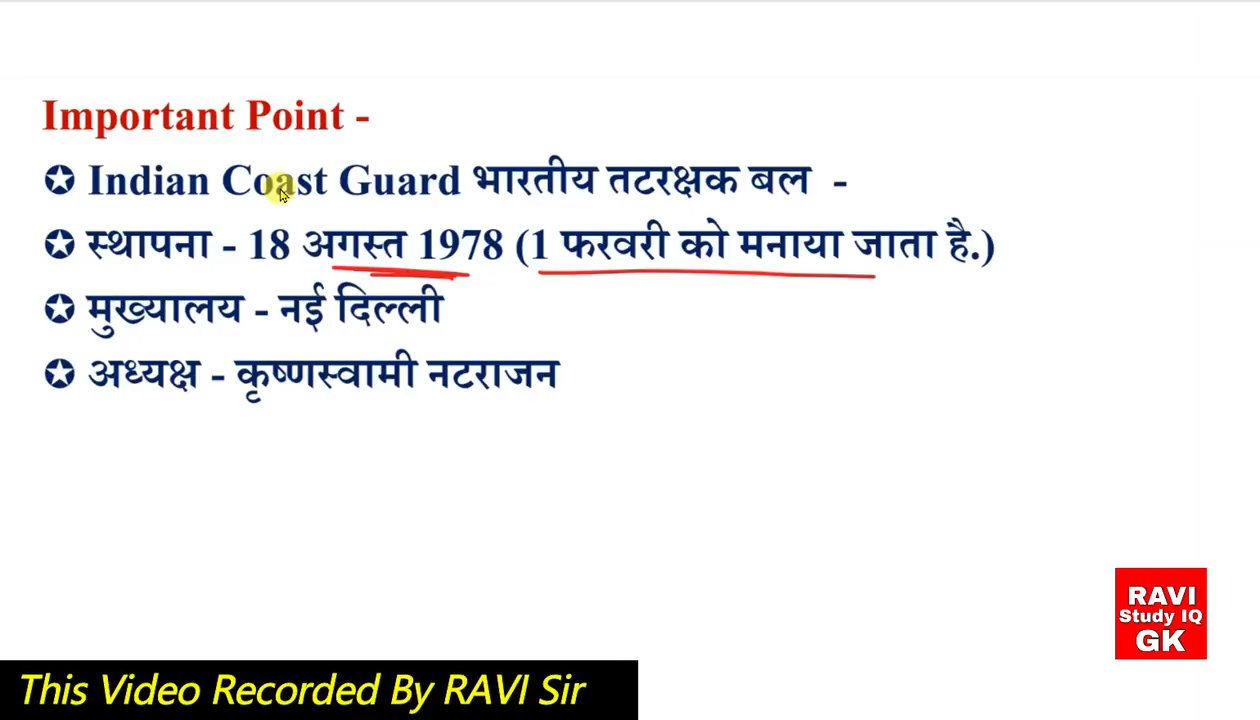 Important Point -
✪ Indian Coast Guard भारतीय तटरक्षक बल -
✪ स्थापना - 18 अगस्त 1978 (1 फरवरी को मनाया जाता है.)
✪ मुख्यालय - नई दिल्ली
✪ अध्यक्ष - कृष्णस्वामी नटराजन
RAVI
Study IQ
GK
This Video Recorded By RAVI Sir